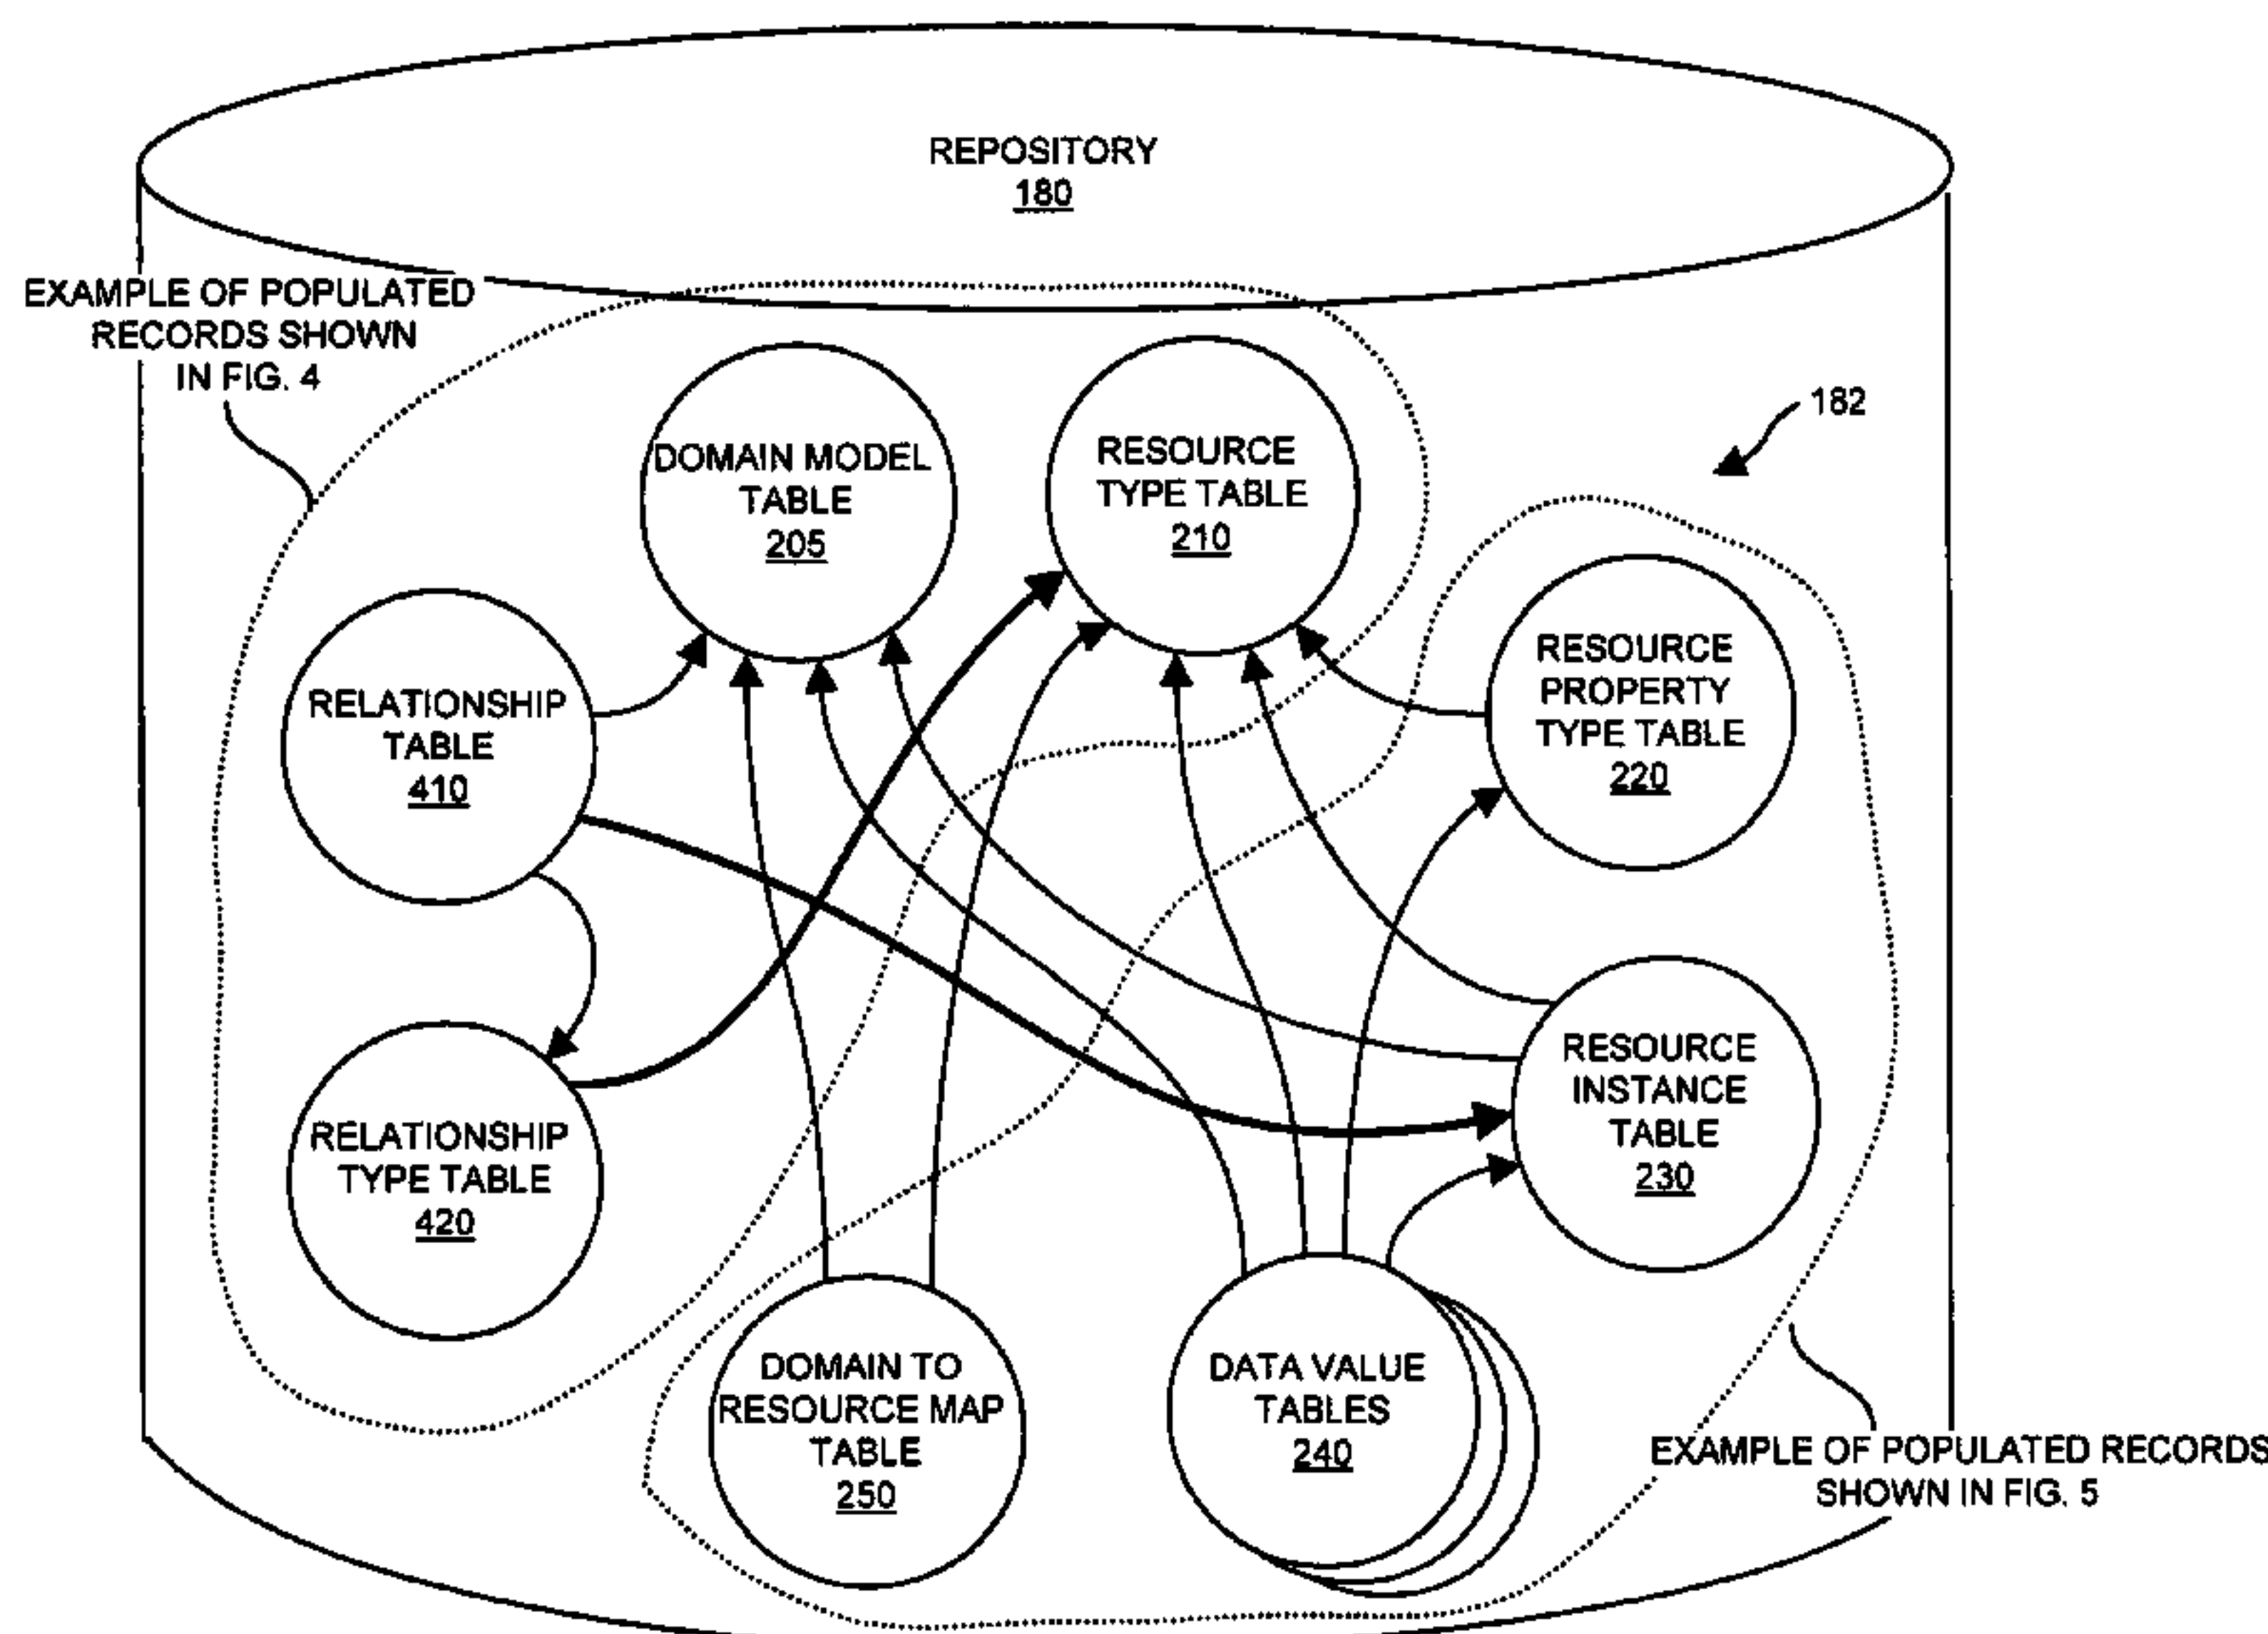 REPOSITORY
180
EXAMPLE OF POPULATED
RECORDS SHOWN
IN FIG. 4
182
DOMAIN MODEL
TABLE
205
RESOURCE
TYPE TABLE
210
RELATIONSHIP
TABLE
410
RESOURCE
PROPERTY
TYPE TABLE
220
RELATIONSHIP
TYPE TABLE
420
RESOURCE
INSTANCE
TABLE
230
DOMAIN TO
RESOURCE MAP
TABLE
250
DATA VALUE
TABLES
240
EXAMPLE OF POPULATED RECORDS
SHOWN IN FIG. 5